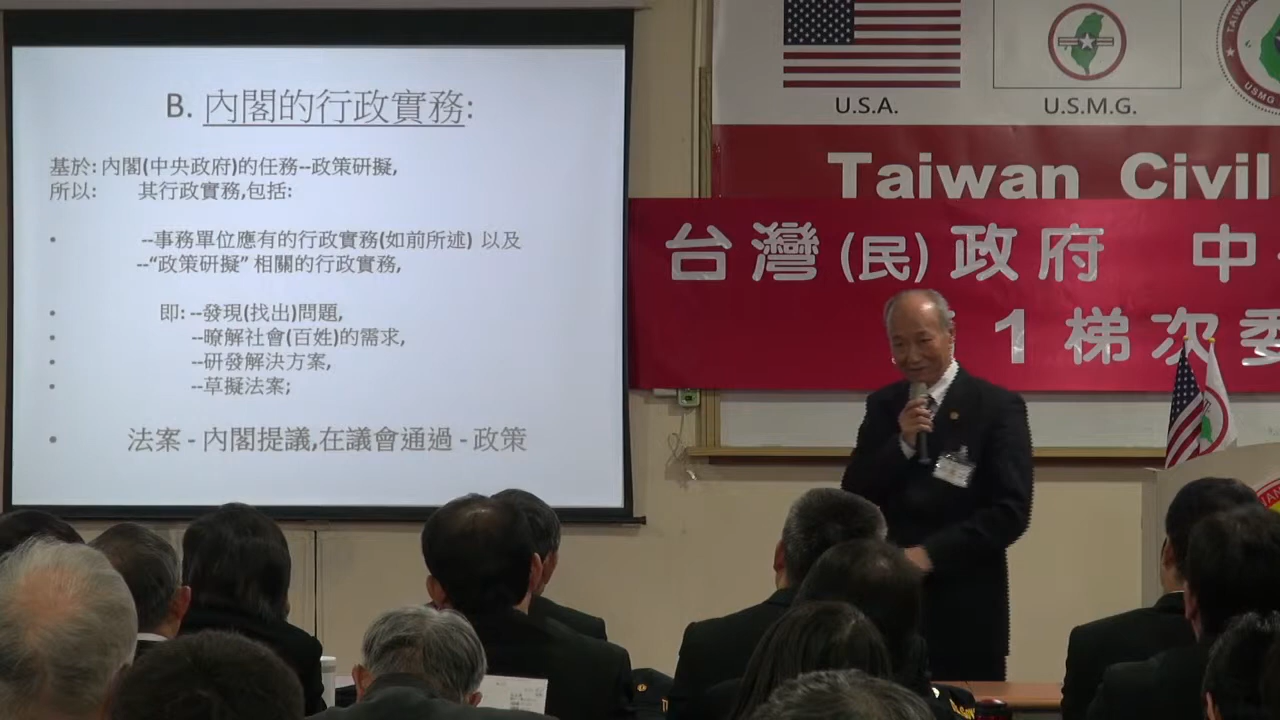 B. 內閣的行政實務:
基於: 內閣(中央政府)的任務--政策研擬,
所以: 其行政實務,包括:
• --事務單位應有的行政實務(如前所述) 以及
--“政策研擬” 相關的行政實務,
• 即: --發現(找出)問題,
• --瞭解社會(百姓)的需求,
• --研發解決方案,
• --草擬法案;
• 法案 - 內閣提議,在議會通過 - 政策
U.S.A.
U.S.M.G.
Taiwan Civil
台灣(民)政府 中
1 梯次委